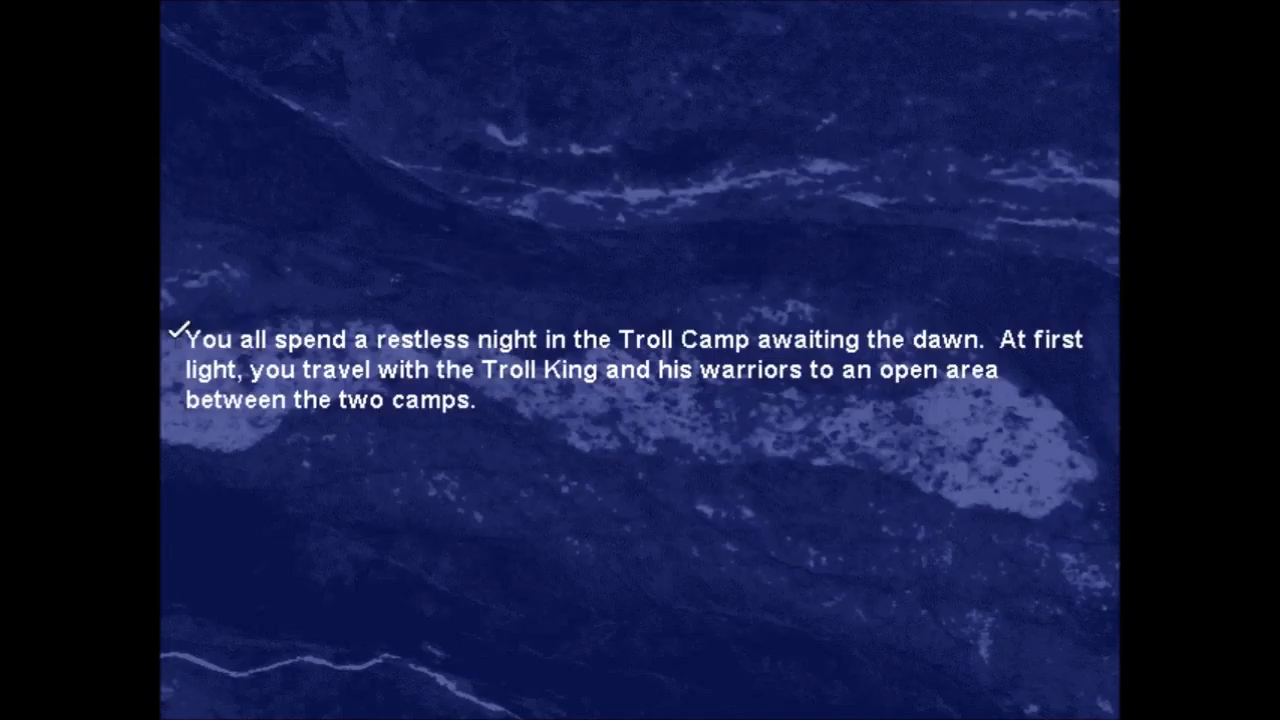 You all spend a restless night in the Troll Camp awaiting the dawn.  At first
light, you travel with the Troll King and his warriors to an open area
between the two camps.